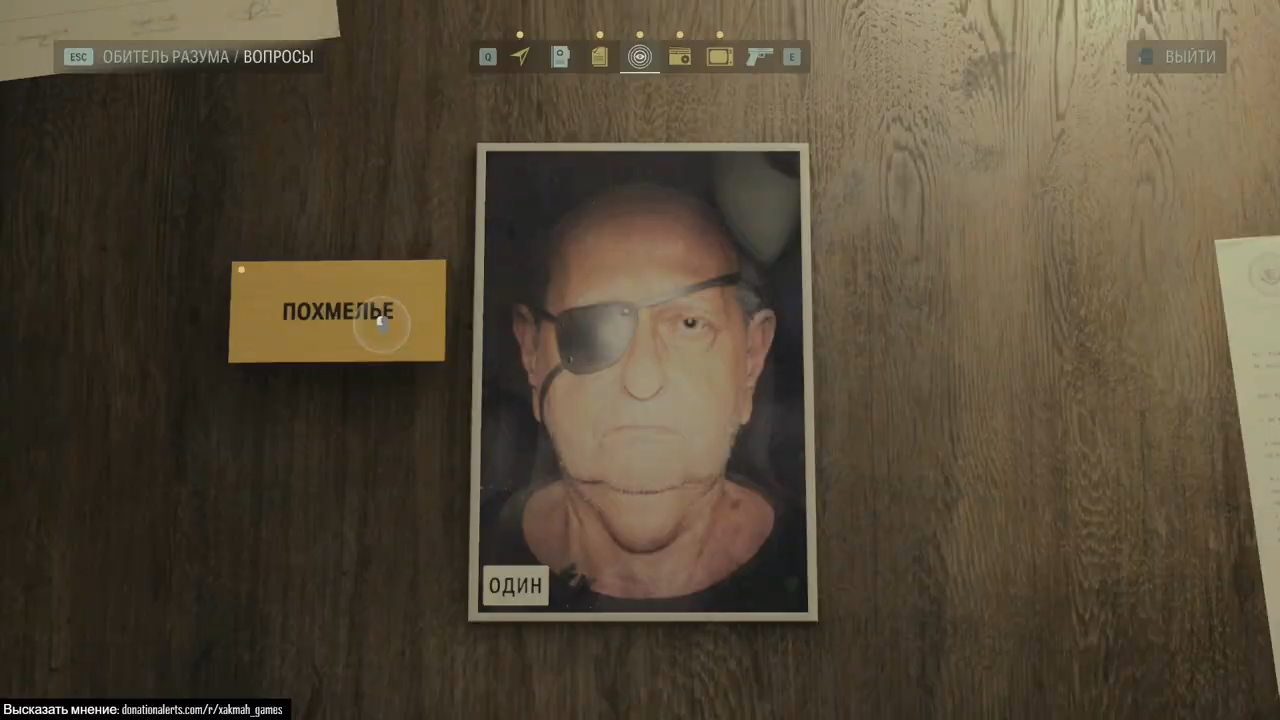 ESC ОБИТЕЛЬ РАЗУМА / ВОПРОСЫ
Q
E
ВЫЙТИ
ПОХМЕЛЬЕ
ОДИН
Высказать мнение: donationalerts.com/r/xakmah_games